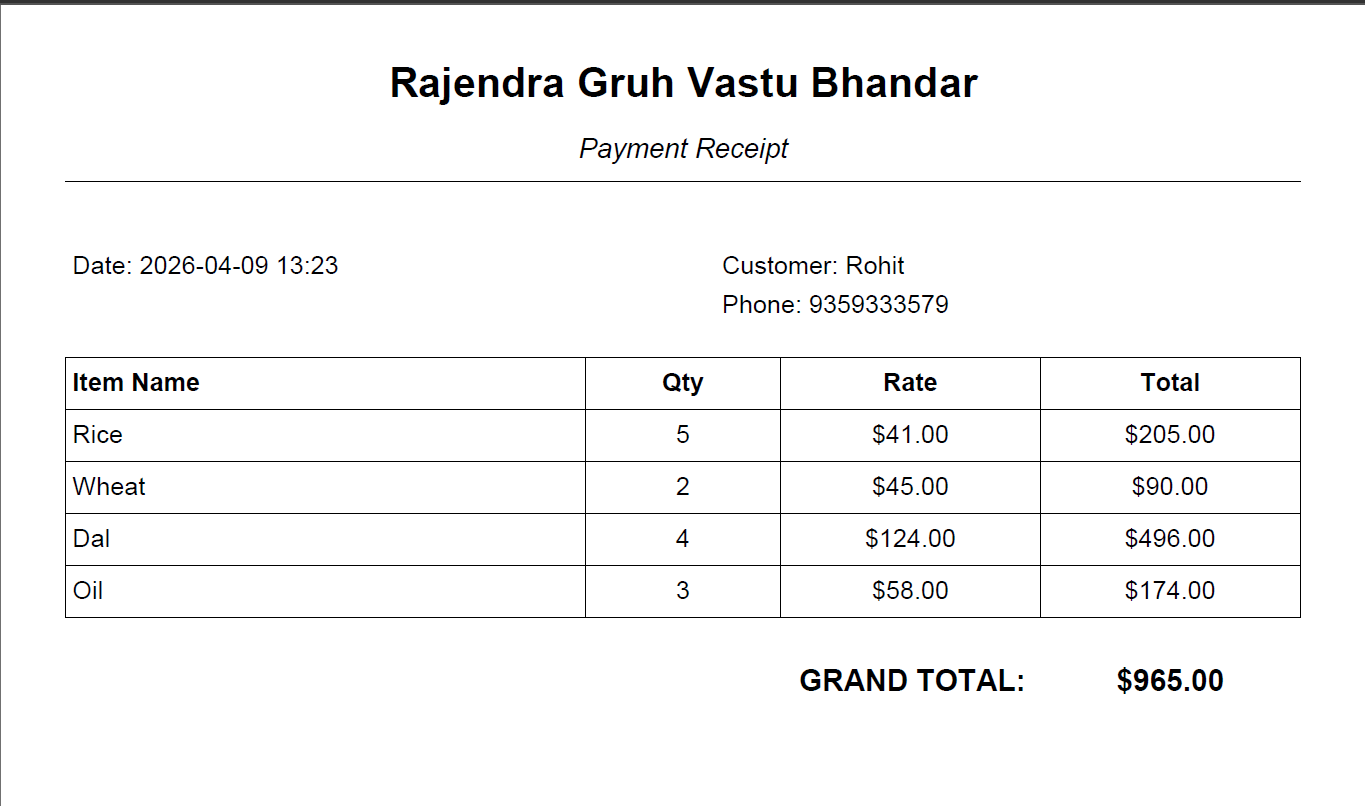 Rajendra Gruh Vastu Bhandar
Payment Receipt
Date: 2026-04-09 13:23 Customer: Rohit
Phone: 9359333579
Item Name Qty Rate Total
Rice 5 $41.00 $205.00
Wheat 2 $45.00 $90.00
Dal 4 $124.00 $496.00
Oil 3 $58.00 $174.00
GRAND TOTAL: $965.00